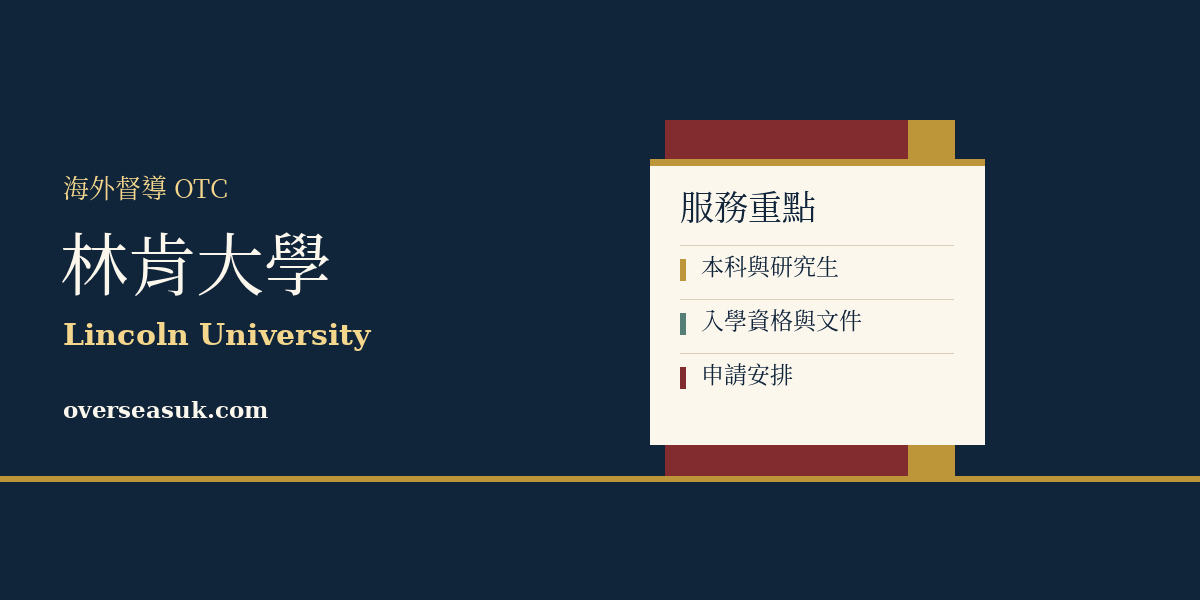 海外督導 OTC
林肯大學
Lincoln University
overseasuk.com
服務重點
本科與研究生
入學資格與文件
申請安排